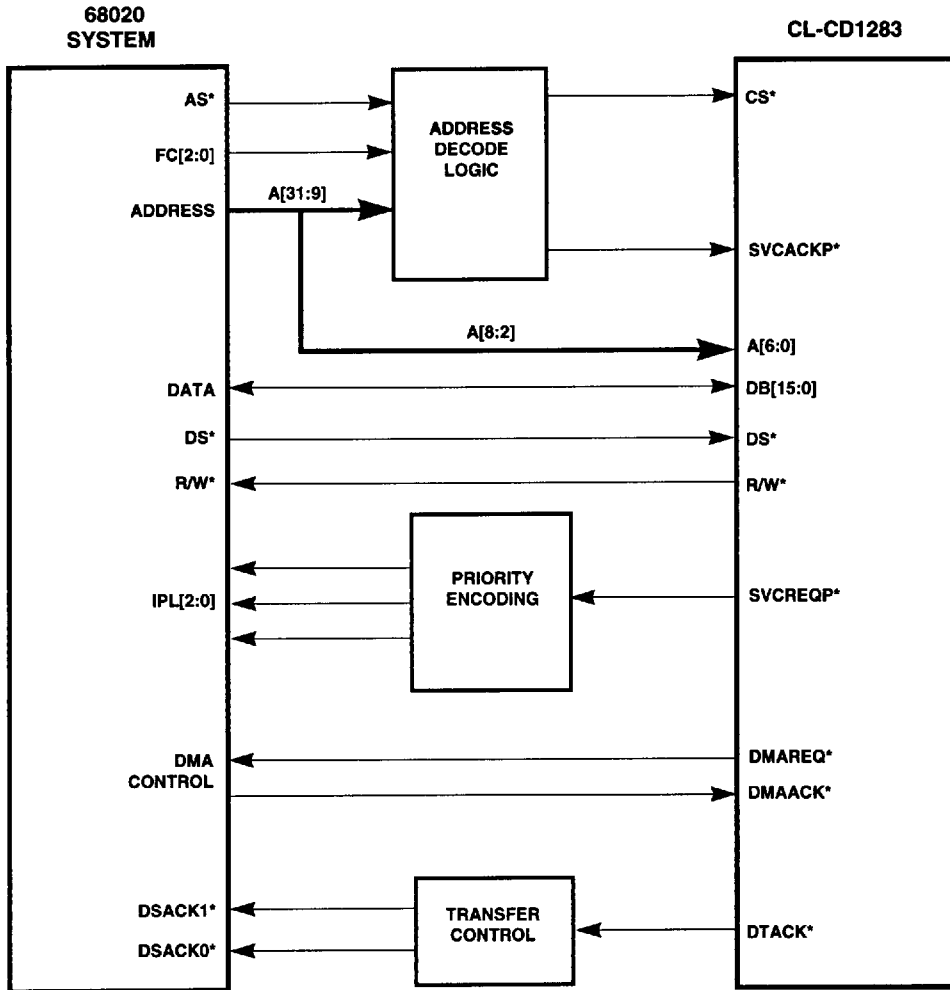 68020
SYSTEM
CL-CD1283
AS*
CS*
ADDRESS
DECODE
LOGIC
FC[2:0]
A[31:9]
ADDRESS
SVCACKP*
A[8:2]
A[6:0]
DATA
DB[15:0]
DS*
DS*
R/W*
R/W*
PRIORITY
ENCODING
IPL[2:0]
SVCREQP*
DMA
CONTROL
DMAREQ*
DMAACK*
DSACK1*
DSACK0*
TRANSFER
CONTROL
DTACK*